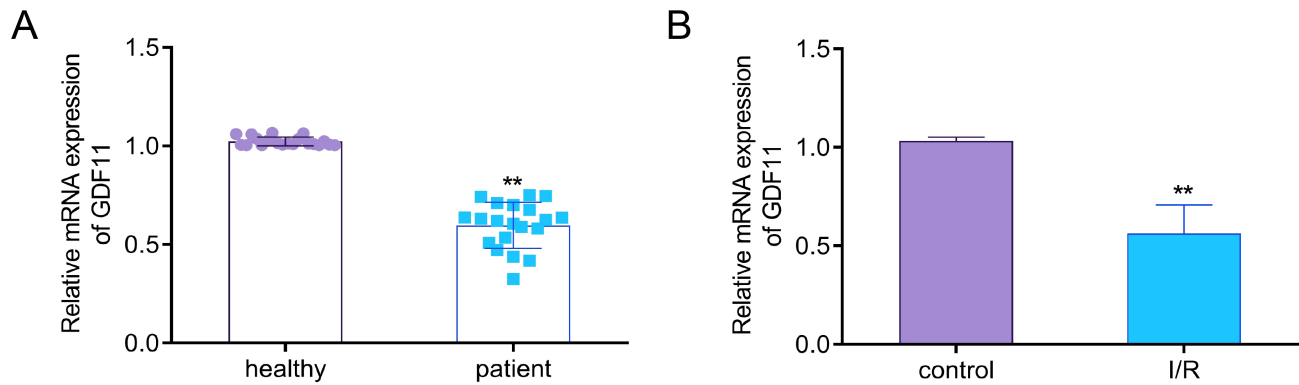 A
Relative mRNA expression
of GDF11
1.5
1.0
0.5
0.0
**
healthy
patient
B
Relative mRNA expression
of GDF11
1.5
1.0
0.5
0.0
**
control
I/R